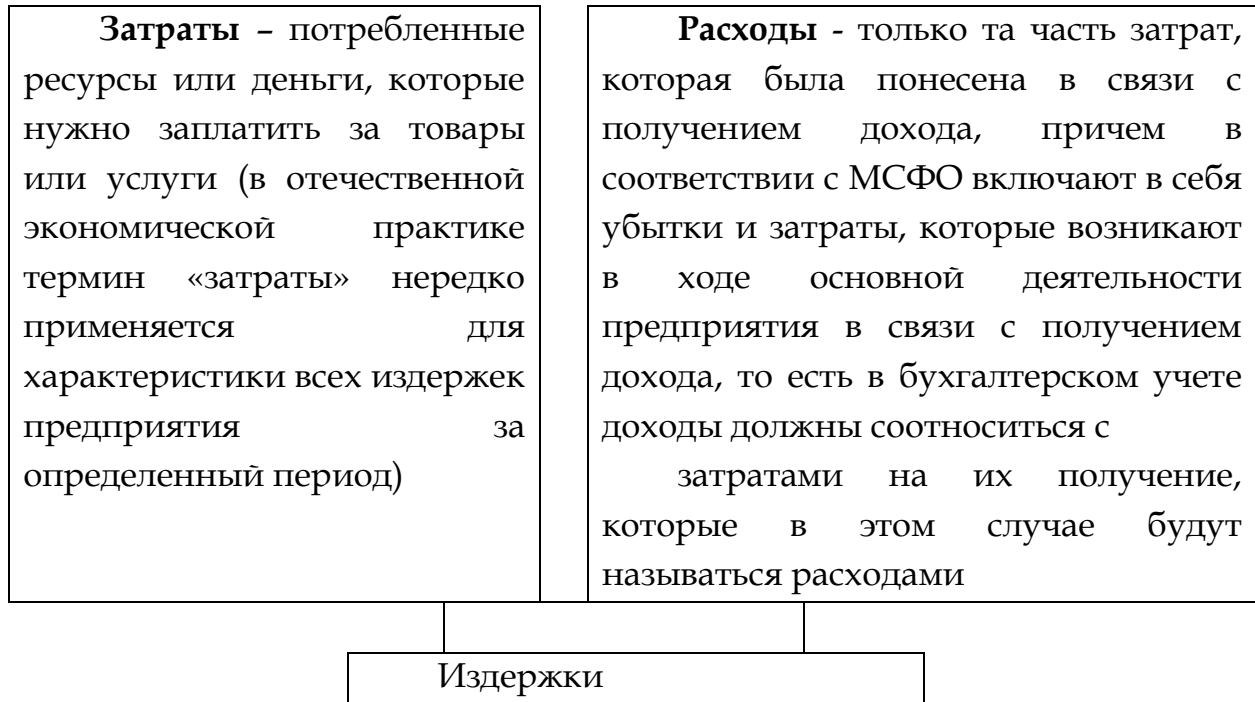 Затраты – потребленные
ресурсы или деньги, которые
нужно заплатить за товары
или услуги (в отечественной
экономической практике
термин «затраты» нередко
применяется для
характеристики всех издержек
предприятия за
определенный период)
Расходы - только та часть затрат,
которая была понесена в связи с
получением дохода, причем в
соответствии с МСФО включают в себя
убытки и затраты, которые возникают
в ходе основной деятельности
предприятия в связи с получением
дохода, то есть в бухгалтерском учете
доходы должны соотноситься с
затратами на их получение,
которые в этом случае будут
называться расходами
Издержки